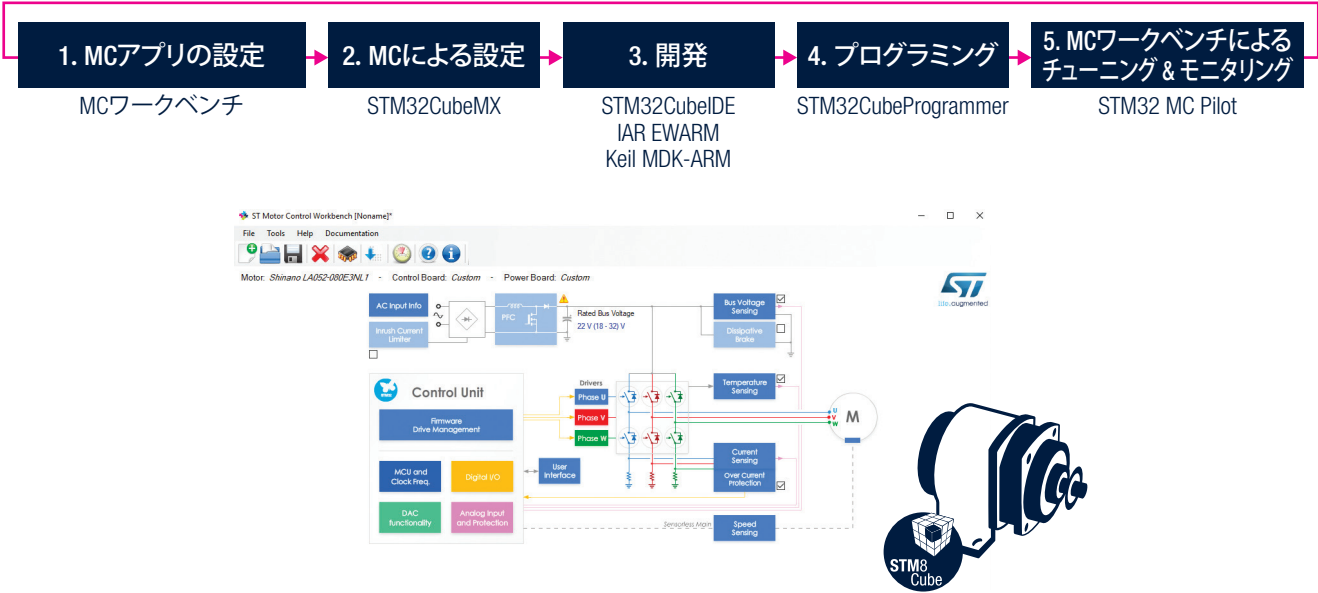 1. MCアプリの設定
MCワークベンチ
2. MCによる設定
STM32CubeMX
3. 開発
STM32CubeIDE
IAR EWARM
Keil MDK-ARM
4. プログラミング
STM32CubeProgrammer
5. MCワークベンチによる
チューニング & モニタリング
STM32 MC Pilot
ST Motor Control Workbench [Noname]*
File Tools Help Documentation
Motor: Shinano LA052-080E3NL1 - Control Board: Custom - Power Board: Custom
ST
life.augmented
AC Input Info
Inrush Current
Limiter
PFC
Rated Bus Voltage
22 V (18 - 32) V
Bus Voltage
Sensing
Dissipative
Brake
Control Unit
Firmware
Drive Management
MCU and
Clock Freq.
Digital I/O
DAC
functionality
Analog Input
and Protection
Drivers
Phase U
Phase V
Phase W
User
Interface
Temperature
Sensing
Current
Sensing
Over Current
Protection
Sensorless Main
Speed
Sensing
U
V
W
M
STM8
Cube